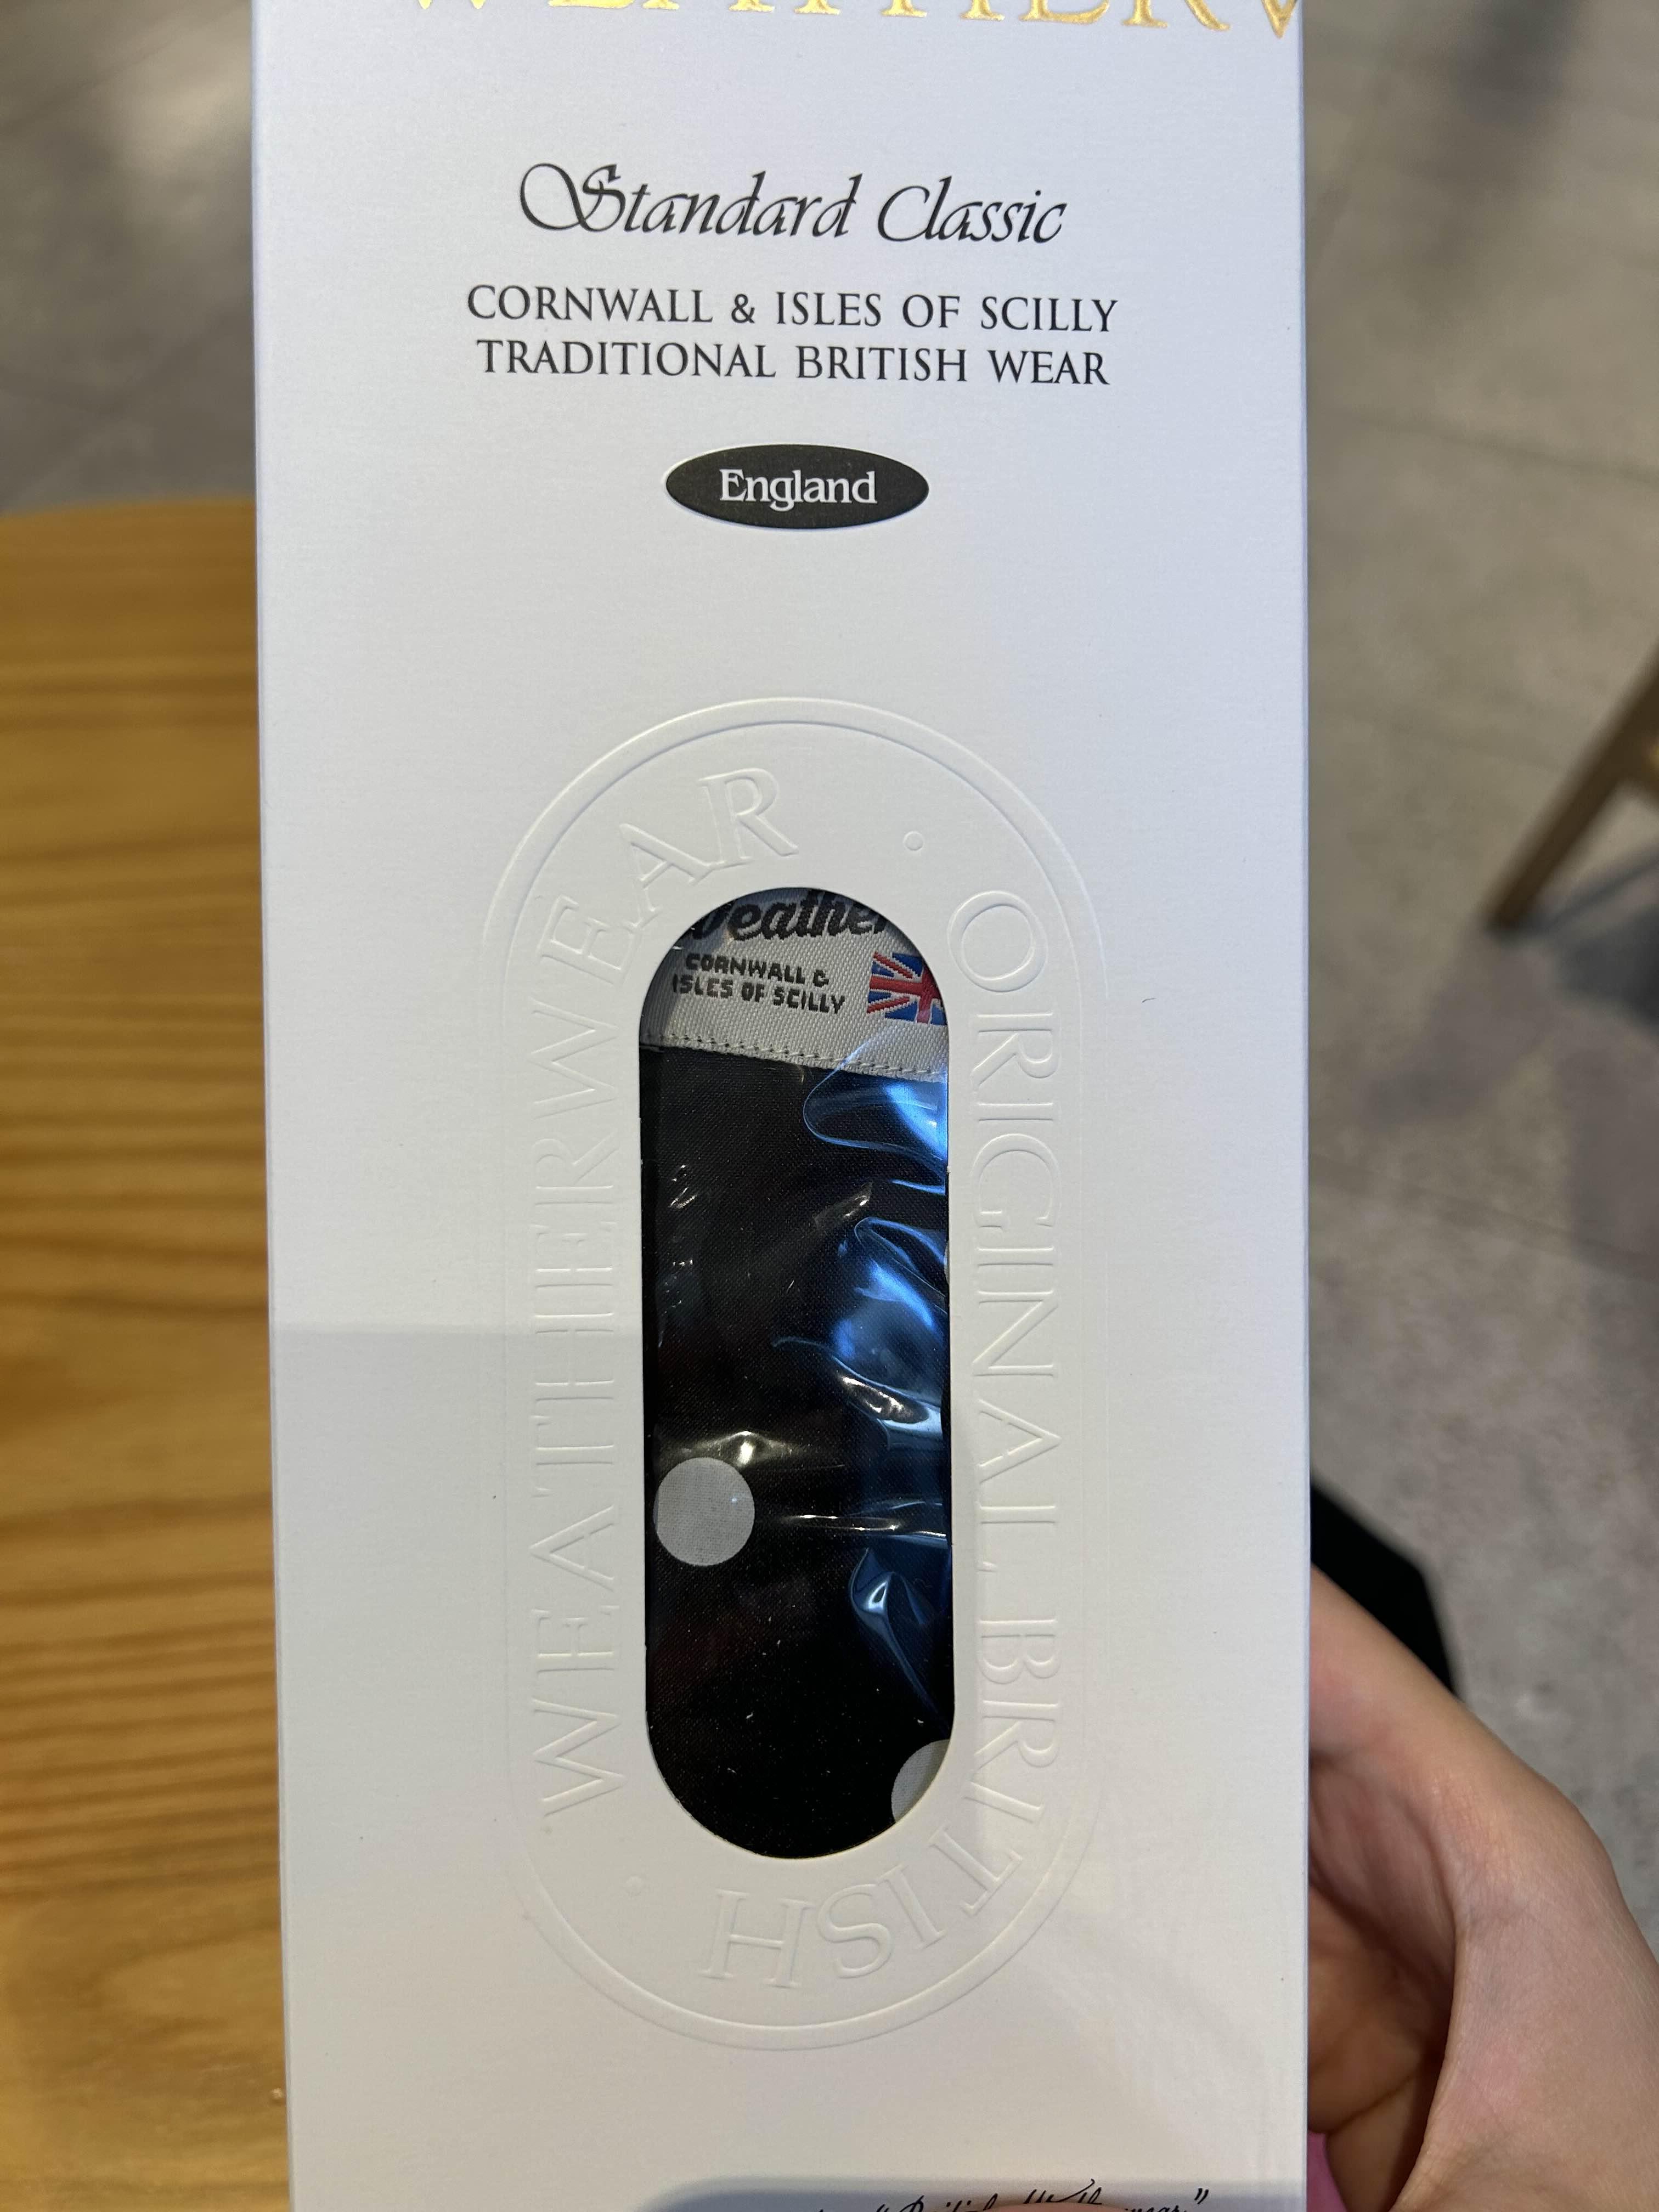 Standard Classic
CORNWALL & ISLES OF SCILLY
TRADITIONAL BRITISH WEAR
England
WEATHERWEAR · ORIGINAL BRITISH ·
CORNWALL &
ISLES OF SCILLY